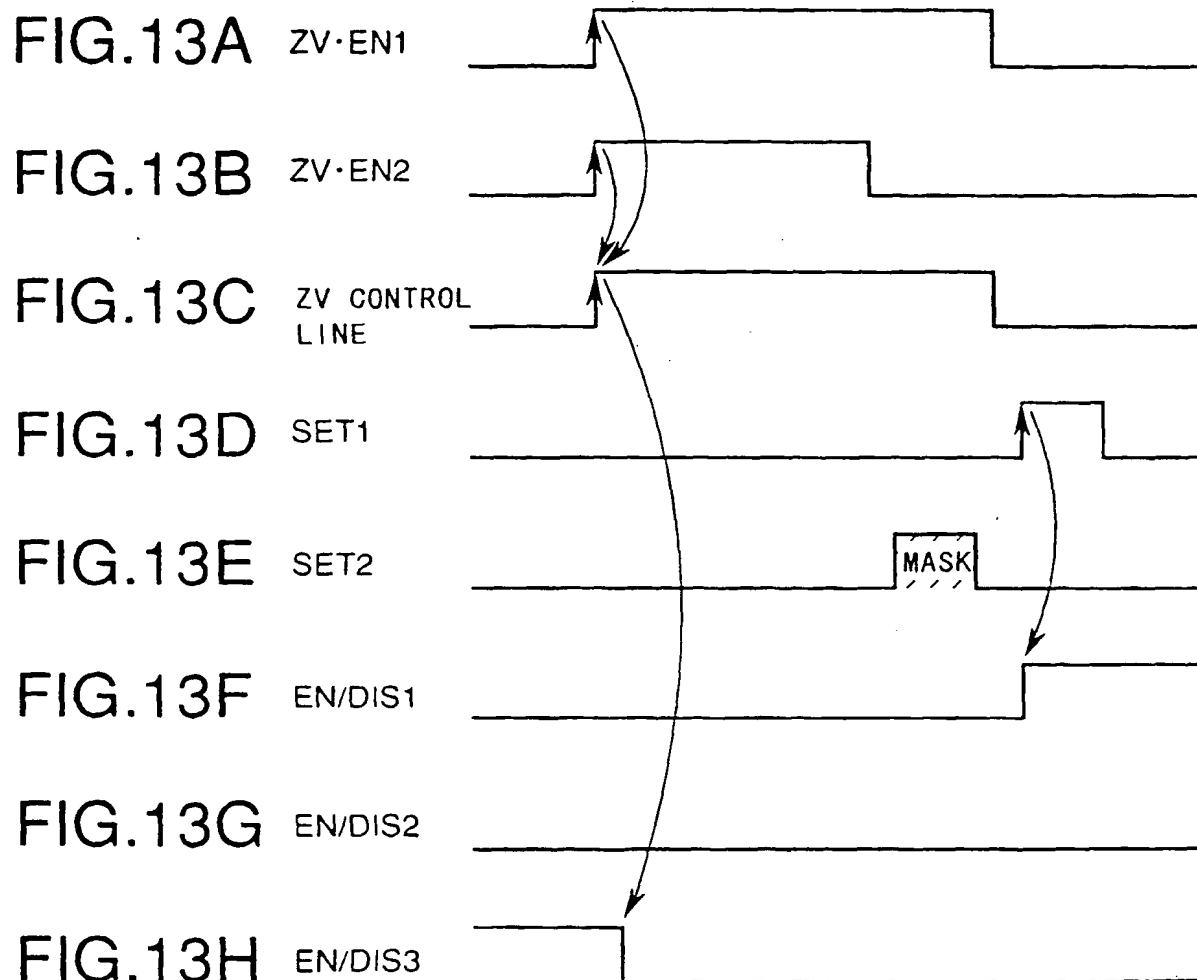 FIG.13A ZV·EN1
FIG.13B ZV·EN2
FIG.13C ZV CONTROL
LINE
FIG.13D SET1
FIG.13E SET2 MASK
FIG.13F EN/DIS1
FIG.13G EN/DIS2
FIG.13H EN/DIS3